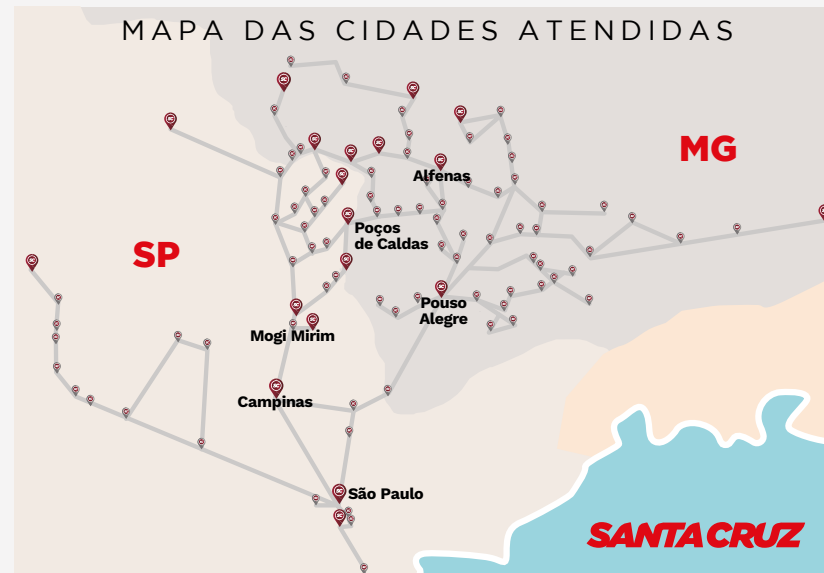 MAPA DAS CIDADES ATENDIDAS
MG
Alfenas
Poços
de Caldas
SP
Pouso
Alegre
Mogi Mirim
Campinas
São Paulo
SANTA CRUZ